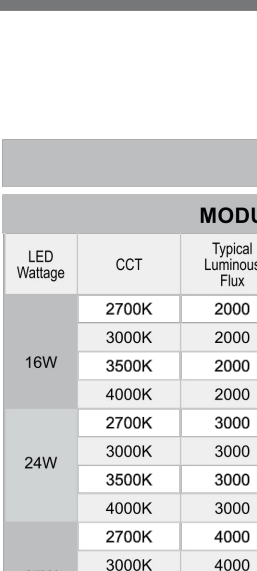 LED
Wattage
CCT
Typical
Luminous
Flux
16W
2700K 2000
3000K 2000
3500K 2000
4000K 2000
24W
2700K 3000
3000K 3000
3500K 3000
4000K 3000
2700K 4000
3000K 4000